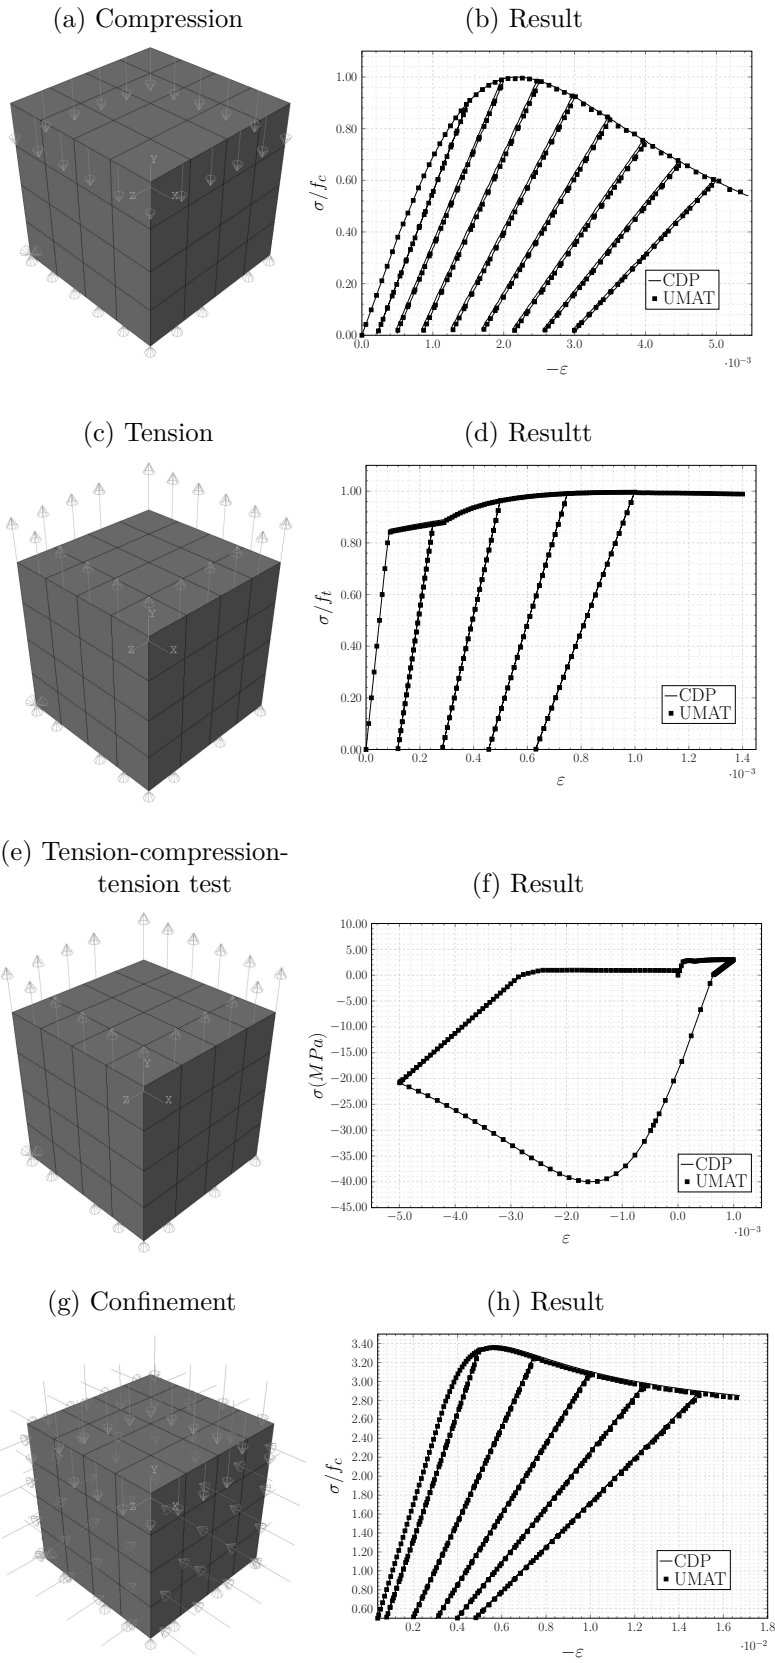 (a) Compression
(b) Result
Y
Z
X
1.00
0.80
0.60
0.40
0.20
0.00
σ/f_c
CDP
UMAT
0.0
1.0
2.0
3.0
4.0
5.0
·10⁻³
−ε
(c) Tension
(d) Resultt
Y
Z
X
1.00
0.80
0.60
0.40
0.20
0.00
σ/f_t
CDP
UMAT
0.0
0.2
0.4
0.6
0.8
1.0
1.2
1.4
·10⁻³
ε
(e) Tension-compression-
tension test
(f) Result
Y
Z
X
10.00
5.00
0.00
−5.00
−10.00
−15.00
−20.00
−25.00
−30.00
−35.00
−40.00
−45.00
σ(MPa)
CDP
UMAT
−5.0
−4.0
−3.0
−2.0
−1.0
0.0
1.0
·10⁻³
ε
(g) Confinement
(h) Result
Y
Z
X
3.40
3.20
3.00
2.80
2.60
2.40
2.20
2.00
1.80
1.60
1.40
1.20
1.00
0.80
0.60
σ/f_c
CDP
UMAT
0.2
0.4
0.6
0.8
1.0
1.2
1.4
1.6
1.8
·10⁻²
−ε